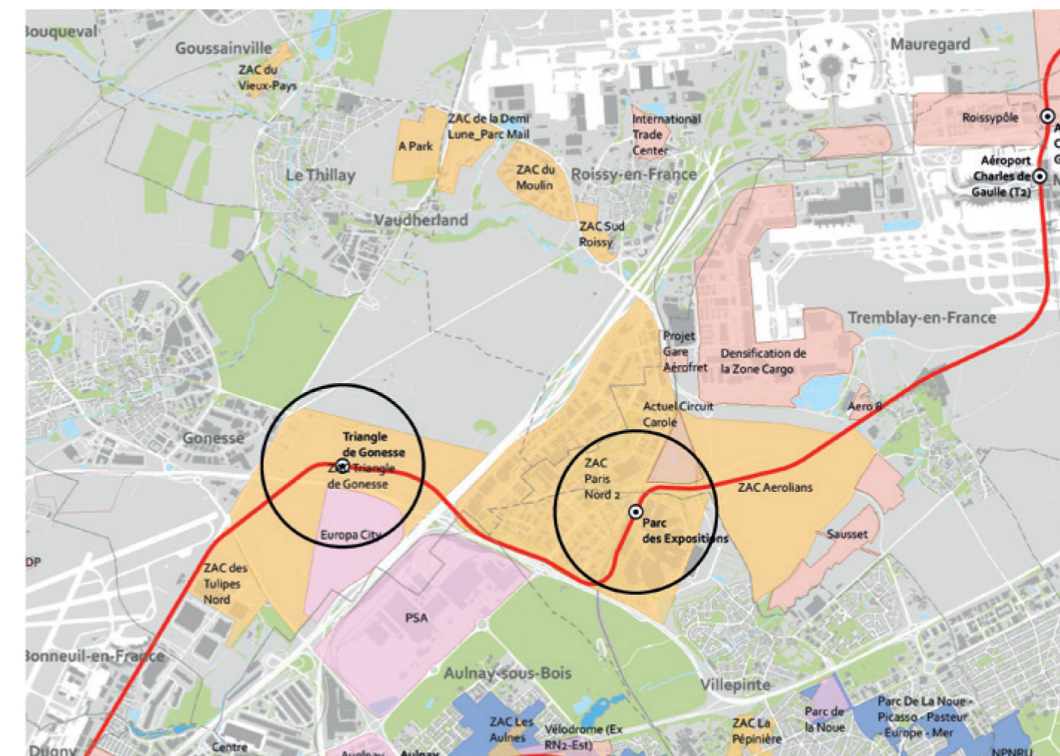 Bouqueval
Goussainville
ZAC du
Vieux-Pays
Mauregard
A Park
ZAC de la Demi
Lune_Parc Mail
International
Trade
Center
Roissypôle
Le Thillay
ZAC du
Moulin
Roissy-en-France
Aéroport
Charles de
Gaulle (T2)
Vaudherland
ZAC Sud
Roissy
Tremblay-en-France
Projet
Gare
Aérofret
Densification de
la Zone Cargo
Actuel Circuit
Carole
Aero 8
Gonesse
Triangle
de Gonesse
ZAC Triangle
de Gonesse
ZAC
Paris
Nord 2
ZAC Aerolians
Parc
des Expositions
Europa City
Sausset
DP
ZAC des
Tulipes
Nord
PSA
Bonneuil-en-France
Aulnay-sous-Bois
Villepinte
ZAC Les
Aulnes
Vélodrome (Ex
RN2-Est)
ZAC La
Pépinière
Parc de
la Noue
Parc De La Noue -
Picasso - Pasteur
- Europe - Mer
Dugny
Centre
Aulnay
Aulnay
NPNRU